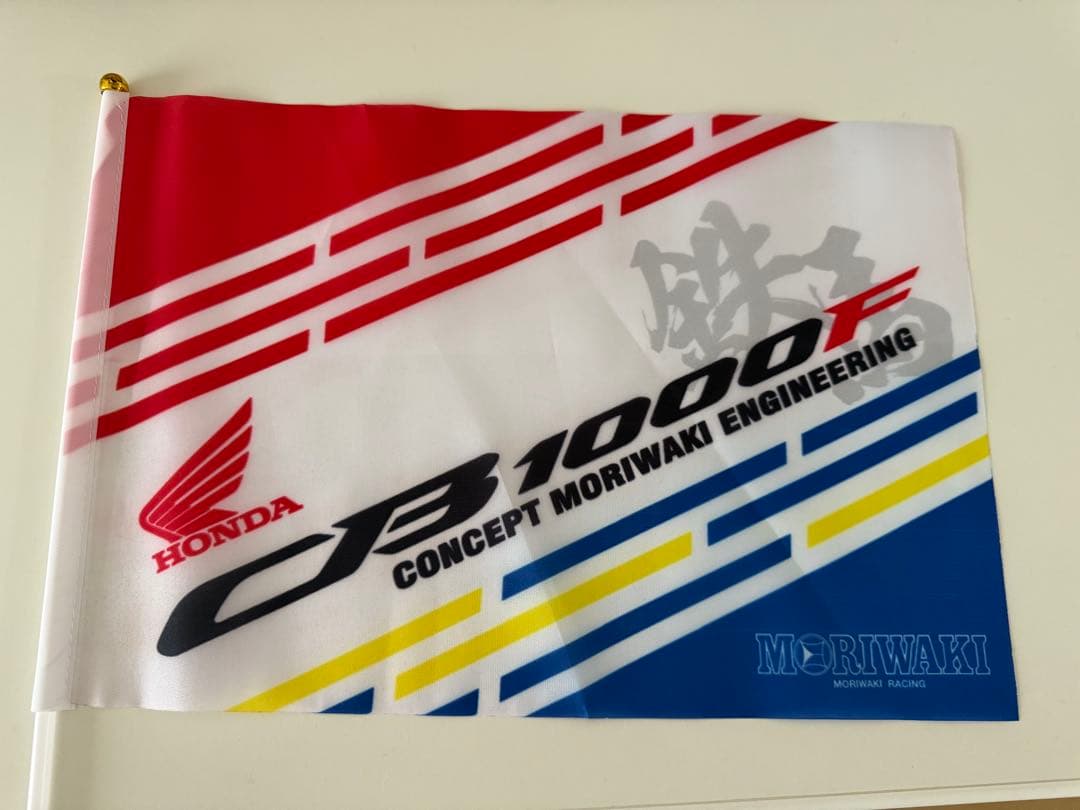 HONDA
CB1000F
CONCEPT MORIWAKI ENGINEERING
MORIWAKI
MORIWAKI RACING